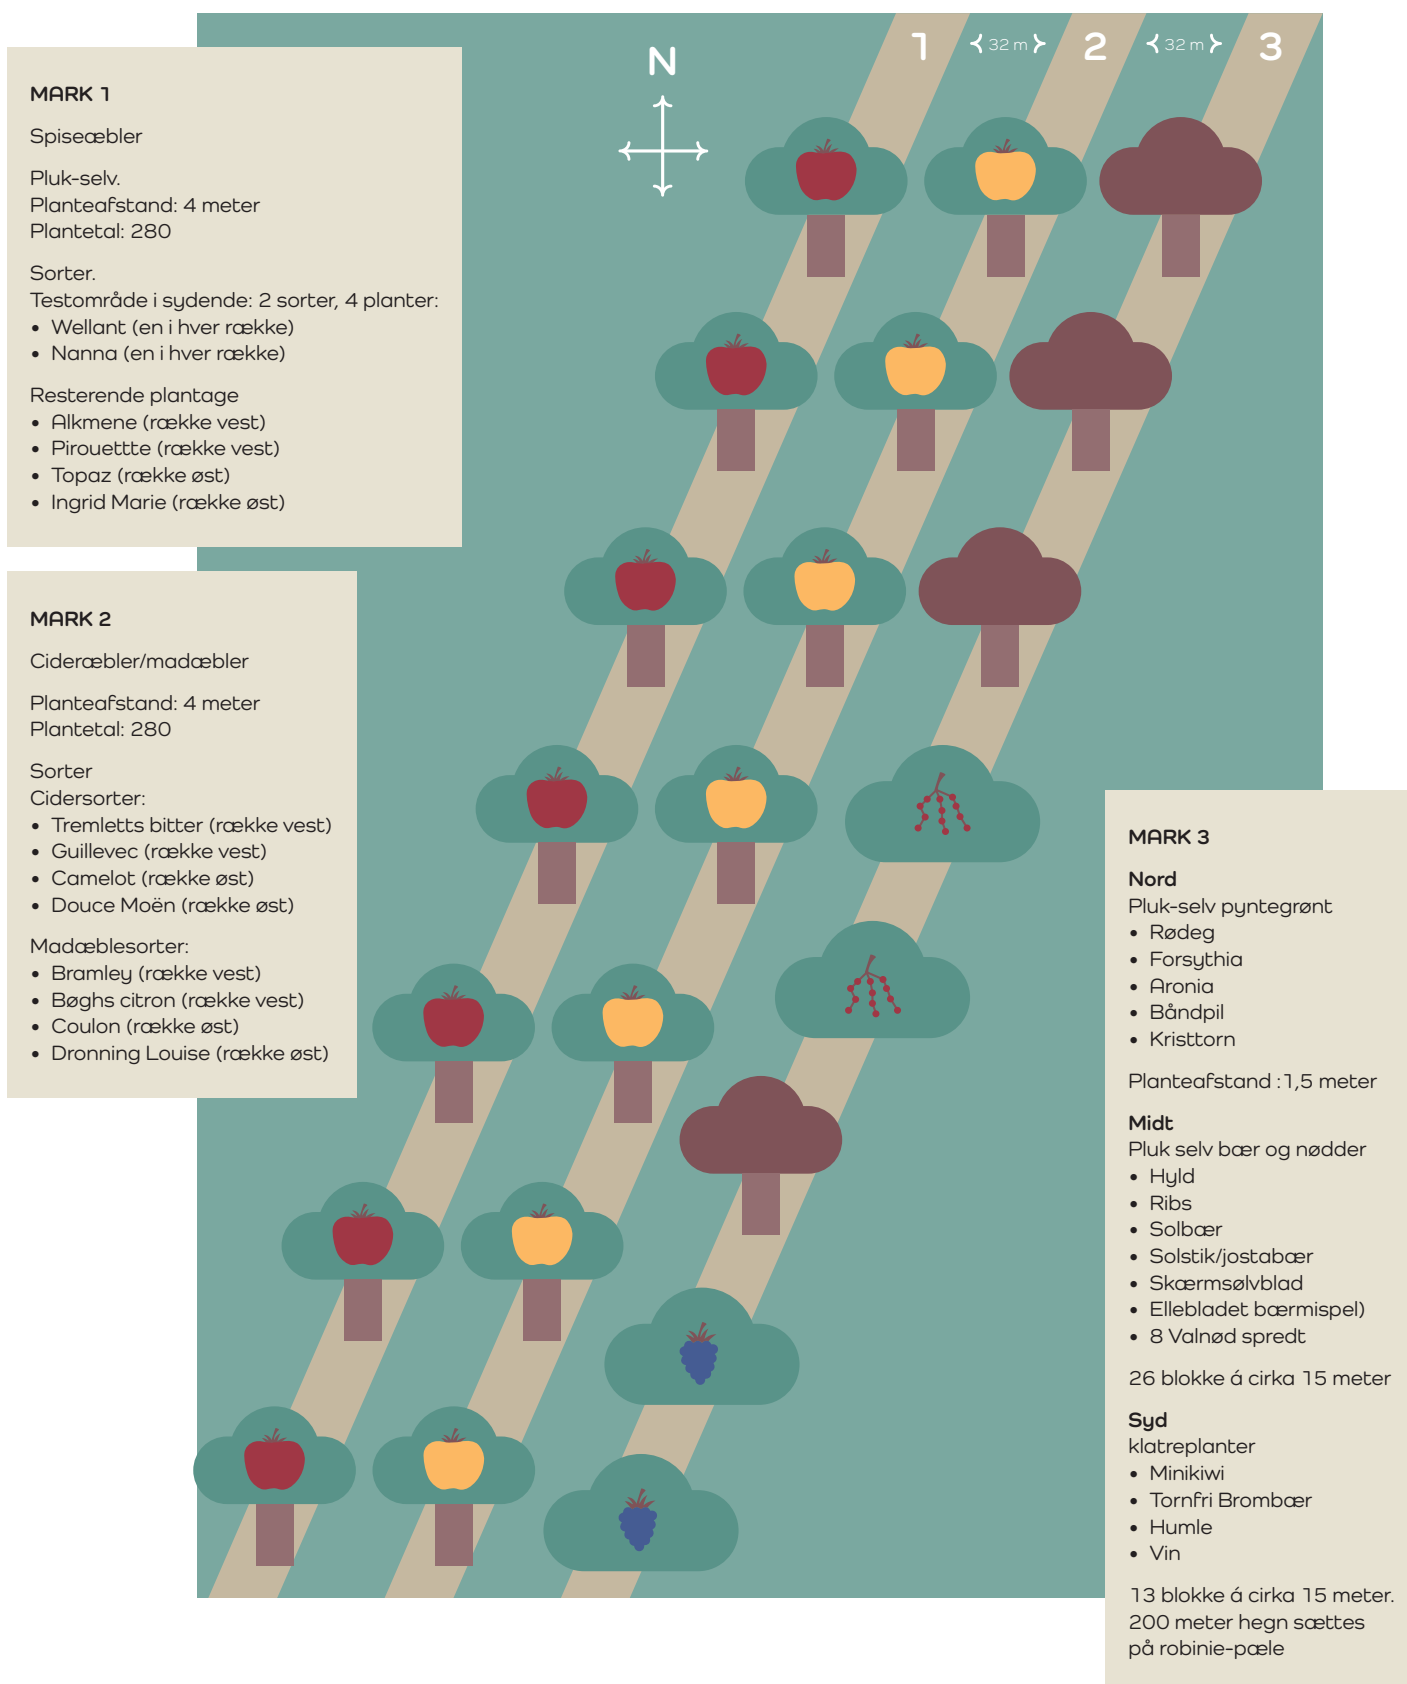 N
1
32 m
2
32 m
3
MARK 1
Spiseæbler
Pluk-selv.
Planteafstand: 4 meter
Plantetal: 280
Sorter.
Testområde i sydende: 2 sorter, 4 planter:
• Wellant (en i hver række)
• Nanna (en i hver række)
Resterende plantage
• Alkmene (række vest)
• Pirouettte (række vest)
• Topaz (række øst)
• Ingrid Marie (række øst)
MARK 2
Cideræbler/madæbler
Planteafstand: 4 meter
Plantetal: 280
Sorter
Cidersorter:
• Tremletts bitter (række vest)
• Guillevec (række vest)
• Camelot (række øst)
• Douce Moën (række øst)
Madæblesorter:
• Bramley (række vest)
• Bøghs citron (række vest)
• Coulon (række øst)
• Dronning Louise (række øst)
MARK 3
Nord
Pluk-selv pyntegrønt
• Rødeg
• Forsythia
• Aronia
• Båndpil
• Kristtorn
Planteafstand :1,5 meter
Midt
Pluk selv bær og nødder
• Hyld
• Ribs
• Solbær
• Solstik/jostabær
• Skærmsølvblad
• Ellebladet bærmispel)
• 8 Valnød spredt
26 blokke á cirka 15 meter
Syd
klatreplanter
• Minikiwi
• Tornfri Brombær
• Humle
• Vin
13 blokke á cirka 15 meter.
200 meter hegn sættes
på robinie-pæle